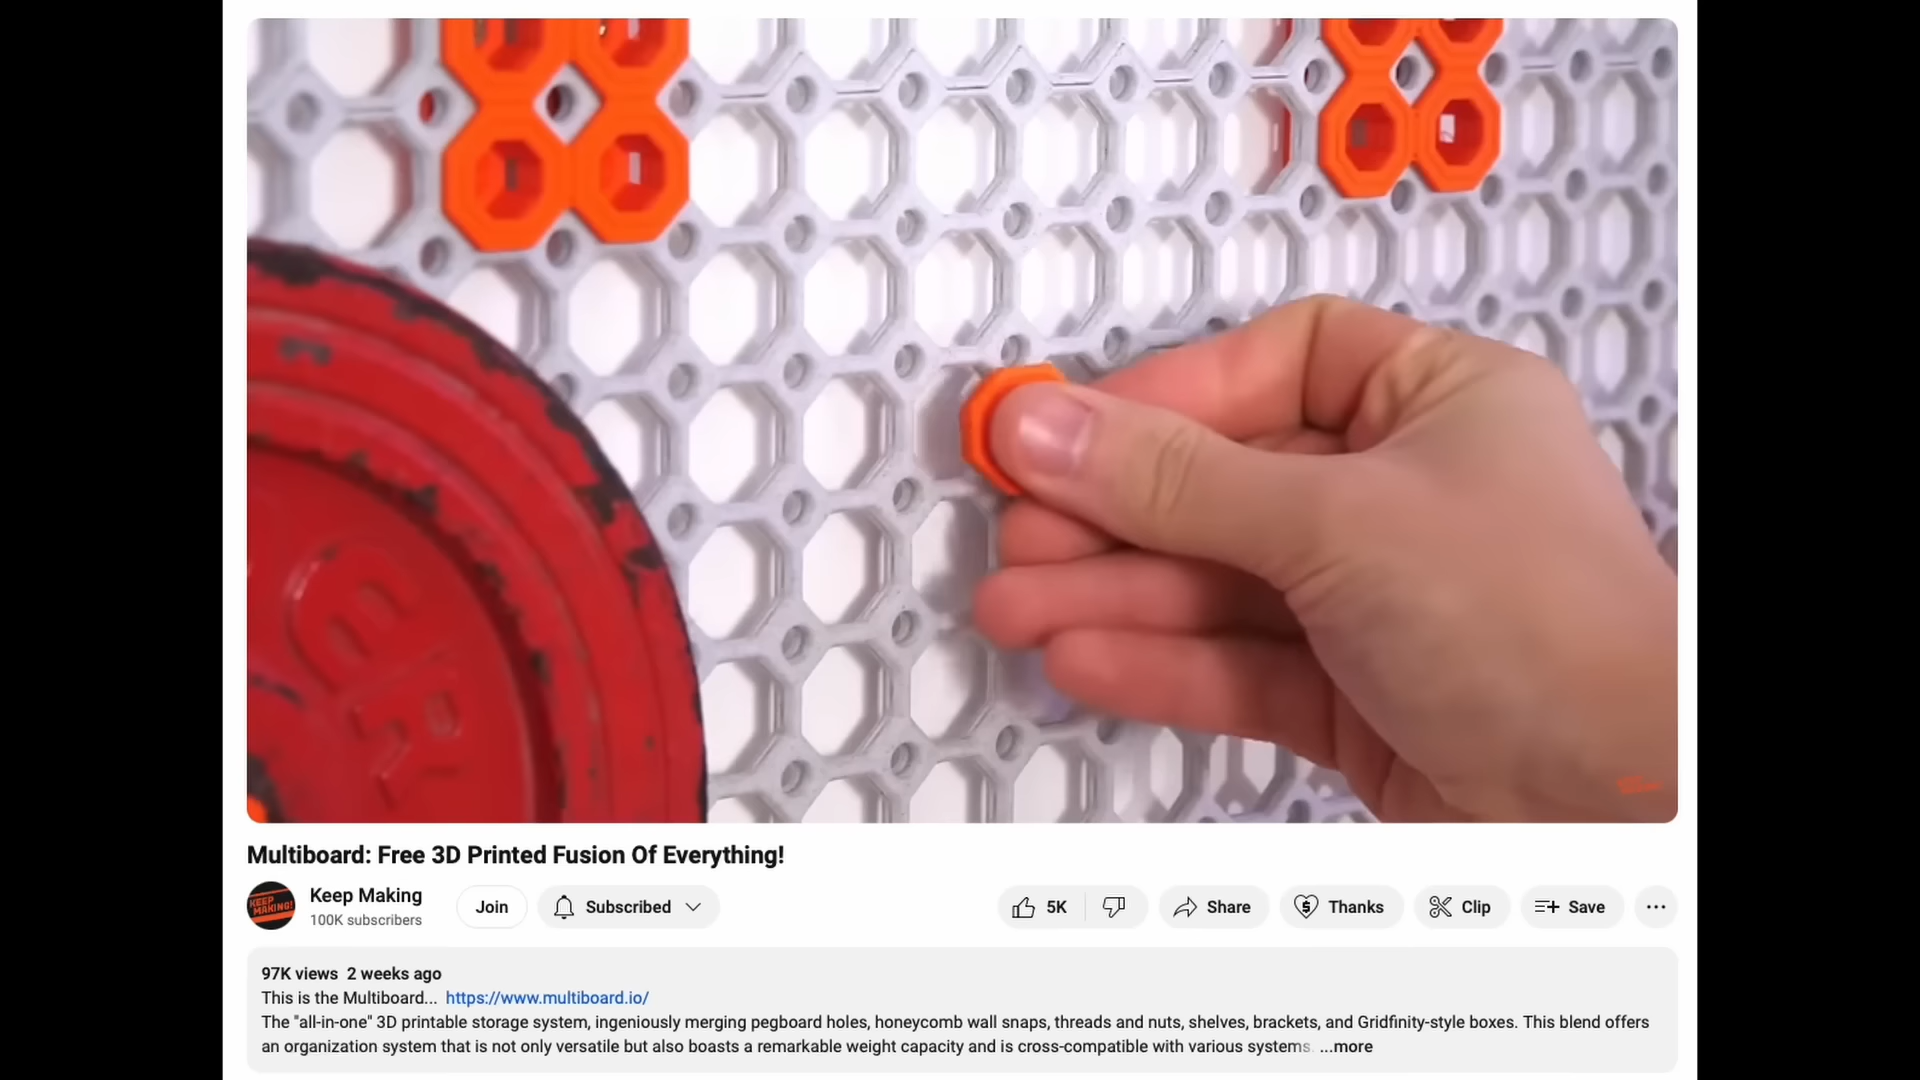 Multiboard: Free 3D Printed Fusion Of Everything!
KEEP MAKING!
Keep Making
100K subscribers
Join
Subscribed
5K
Share
Thanks
Clip
Save
97K views 2 weeks ago
This is the Multiboard... https://www.multiboard.io/
The "all-in-one" 3D printable storage system, ingeniously merging pegboard holes, honeycomb wall snaps, threads and nuts, shelves, brackets, and Gridfinity-style boxes. This blend offers
an organization system that is not only versatile but also boasts a remarkable weight capacity and is cross-compatible with various systems. ...more